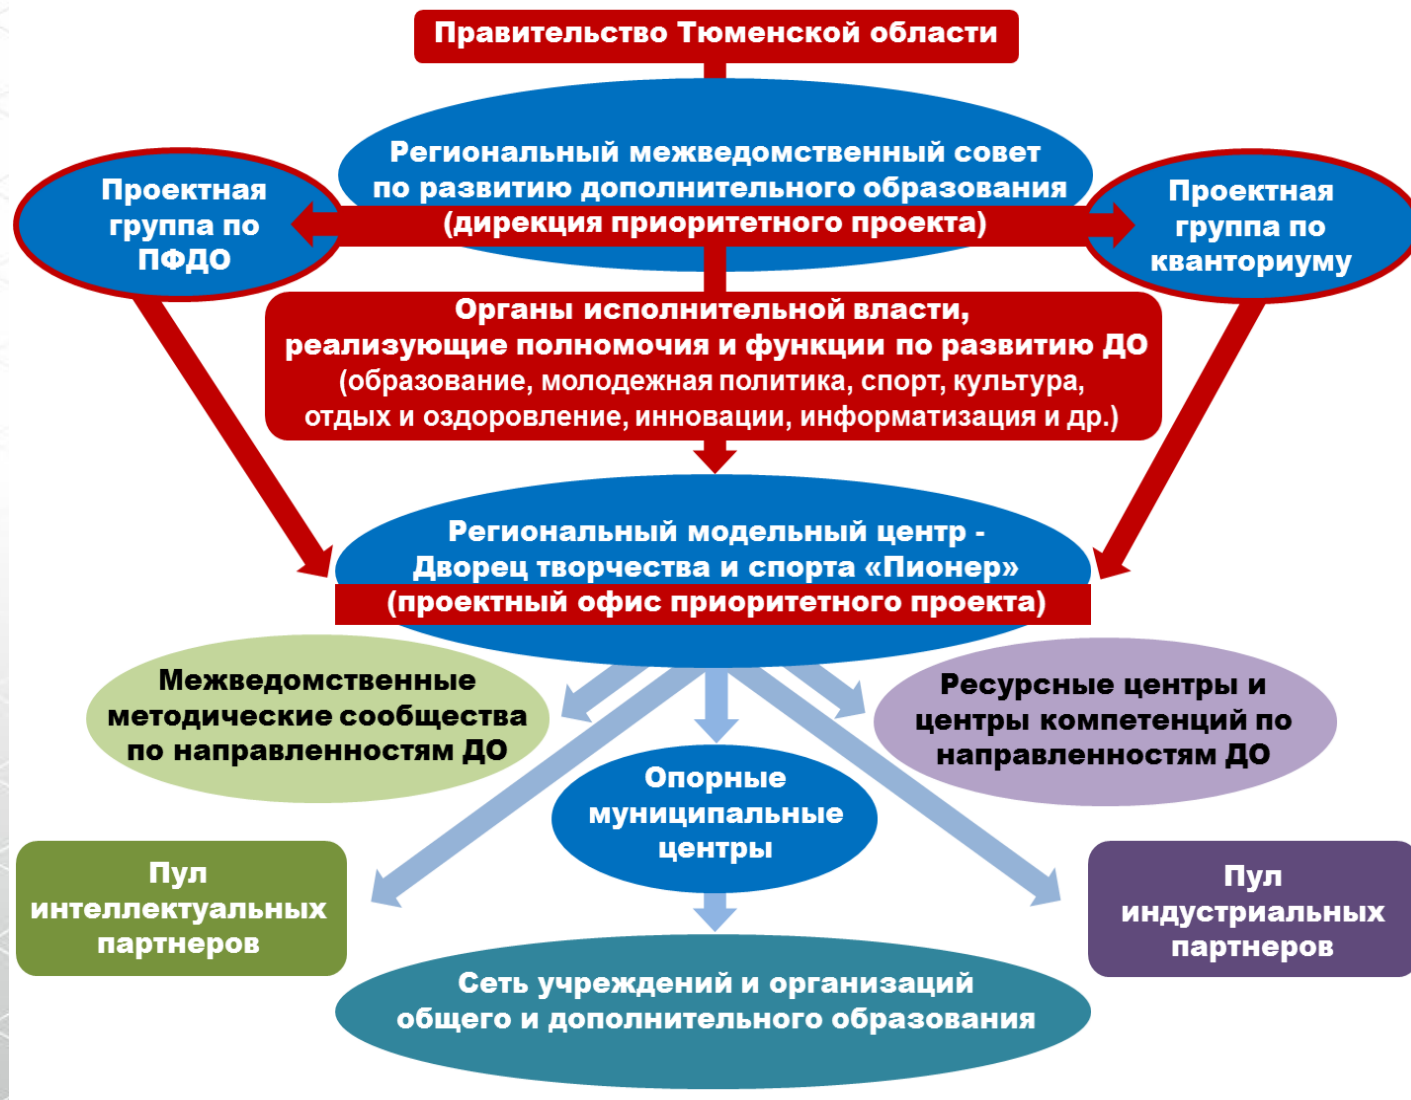 Правительство Тюменской области
Региональный межведомственный совет
по развитию дополнительного образования
(дирекция приоритетного проекта)
Проектная
группа по
ПФДО
Проектная
группа по
кванториуму
Органы исполнительной власти,
реализующие полномочия и функции по развитию ДО
(образование, молодежная политика, спорт, культура,
отдых и оздоровление, инновации, информатизация и др.)
Региональный модельный центр -
Дворец творчества и спорта «Пионер»
(проектный офис приоритетного проекта)
Межведомственные
методические сообщества
по направленностям ДО
Ресурсные центры и
центры компетенций по
направленностям ДО
Опорные
муниципальные
центры
Пул
интеллектуальных
партнеров
Пул
индустриальных
партнеров
Сеть учреждений и организаций
общего и дополнительного образования